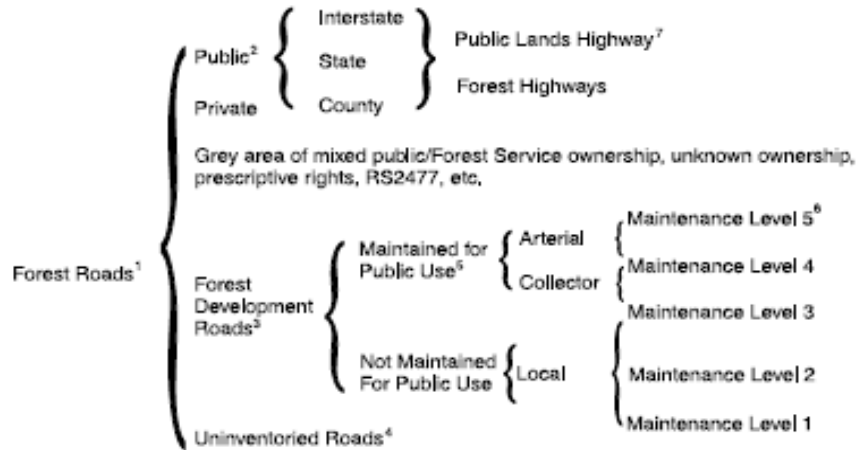 Interstate
Public² State Public Lands Highway⁷
Forest Highways
Private County
Grey area of mixed public/Forest Service ownership, unknown ownership,
prescriptive rights, RS2477, etc,
Forest Roads¹
Forest
Development
Roads³
Maintained for
Public Use⁵
Arterial
Collector
Maintenance Level 5⁶
Maintenance Level 4
Maintenance Level 3
Not Maintained
For Public Use
Local
Maintenance Level 2
Maintenance Level 1
Uninventoried Roads⁴